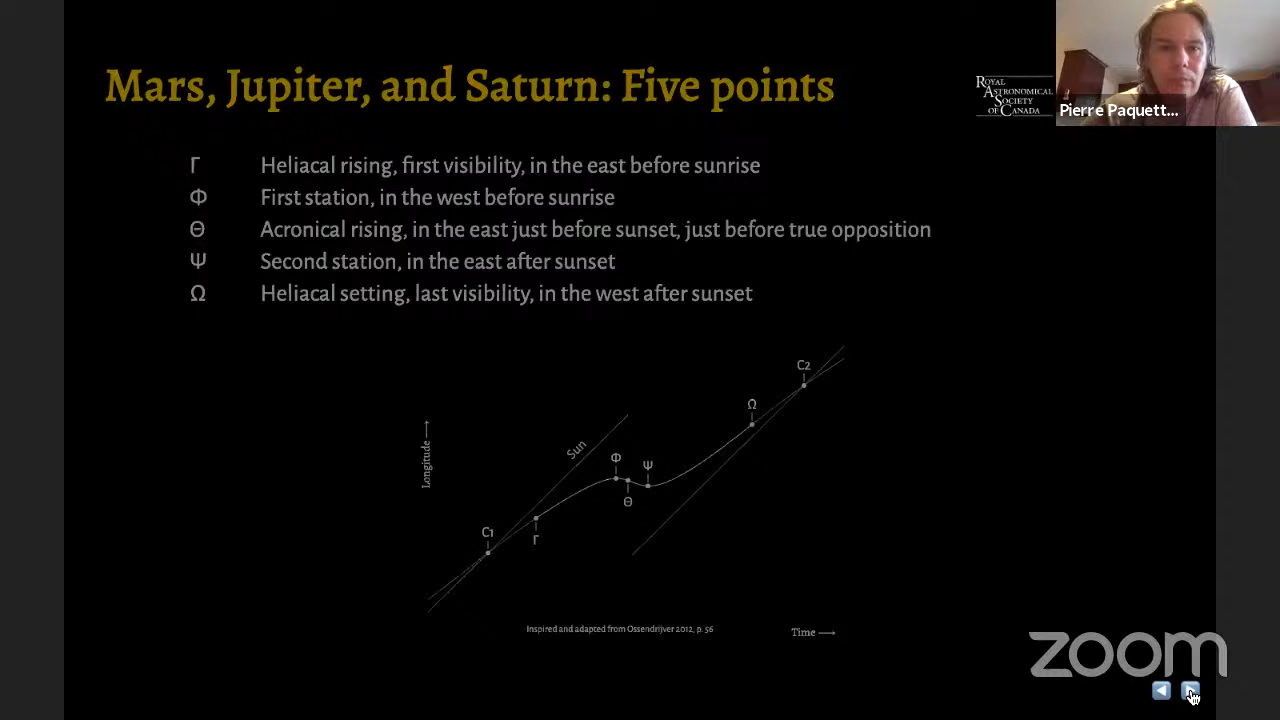 Mars, Jupiter, and Saturn: Five points
ROYAL
ASTRONOMICAL
SOCIETY
OF CANADA
Pierre Paquett...
Γ Heliacal rising, first visibility, in the east before sunrise
Φ First station, in the west before sunrise
Θ Acronical rising, in the east just before sunset, just before true opposition
Ψ Second station, in the east after sunset
Ω Heliacal setting, last visibility, in the west after sunset
C2
Ω
Longitude
Sun
Φ
Ψ
Θ
C1
Γ
Inspired and adapted from Ossendrijver 2012, p. 56
Time
zoom